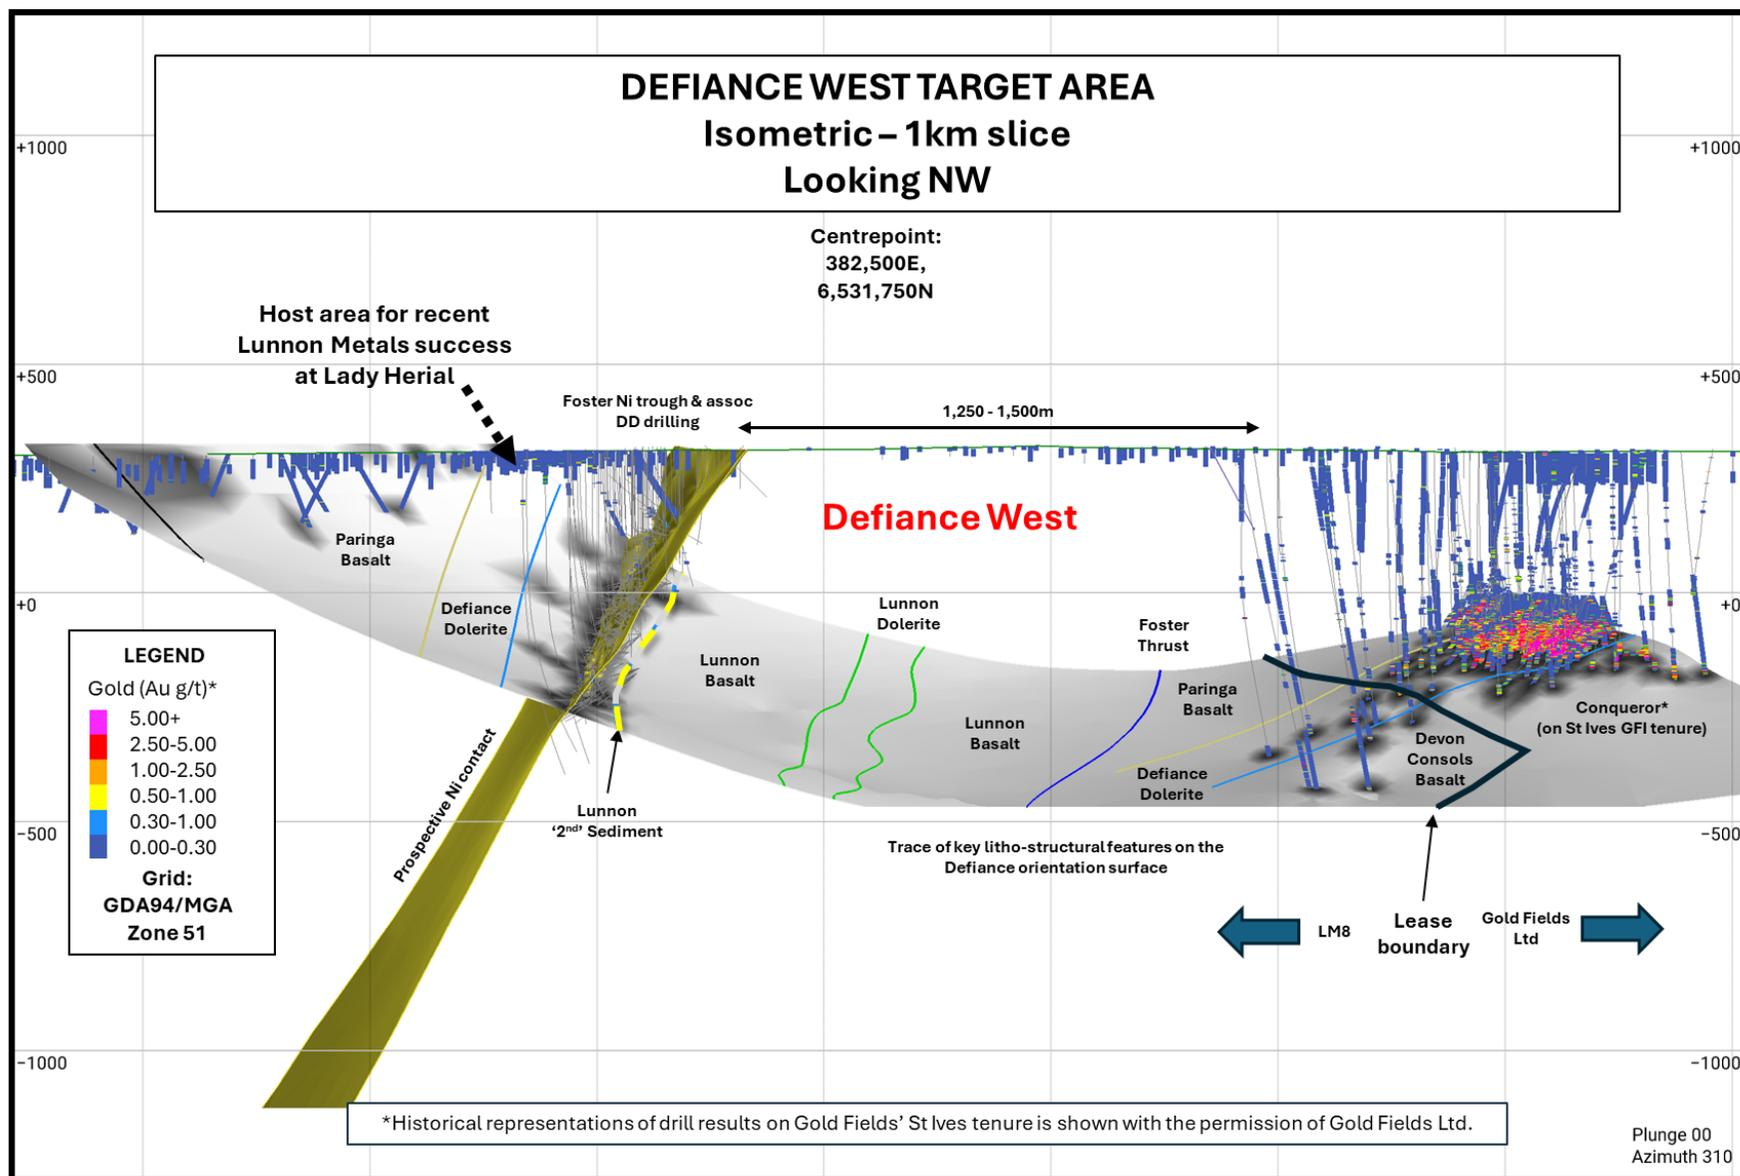 DEFIANCE WEST TARGET AREA
Isometric – 1km slice
Looking NW
+1000
+1000
Centrepoint:
382,500E,
6,531,750N
Host area for recent
Lunnon Metals success
at Lady Herial
+500
+500
Foster Ni trough & assoc
DD drilling
1,250 - 1,500m
Defiance West
Paringa
Basalt
+0
+0
Defiance
Dolerite
Lunnon
Dolerite
Foster
Thrust
Lunnon
Basalt
Paringa
Basalt
Lunnon
Basalt
Conqueror*
(on St Ives GFI tenure)
Devon
Consols
Basalt
Defiance
Dolerite
LEGEND
Gold (Au g/t)*
5.00+
2.50-5.00
1.00-2.50
0.50-1.00
0.30-1.00
0.00-0.30
Grid:
GDA94/MGA
Zone 51
Prospective Ni contact
Lunnon
‘2nd’ Sediment
−500
−500
Trace of key litho-structural features on the
Defiance orientation surface
LM8
Lease
boundary
Gold Fields
Ltd
−1000
−1000
*Historical representations of drill results on Gold Fields’ St Ives tenure is shown with the permission of Gold Fields Ltd.
Plunge 00
Azimuth 310